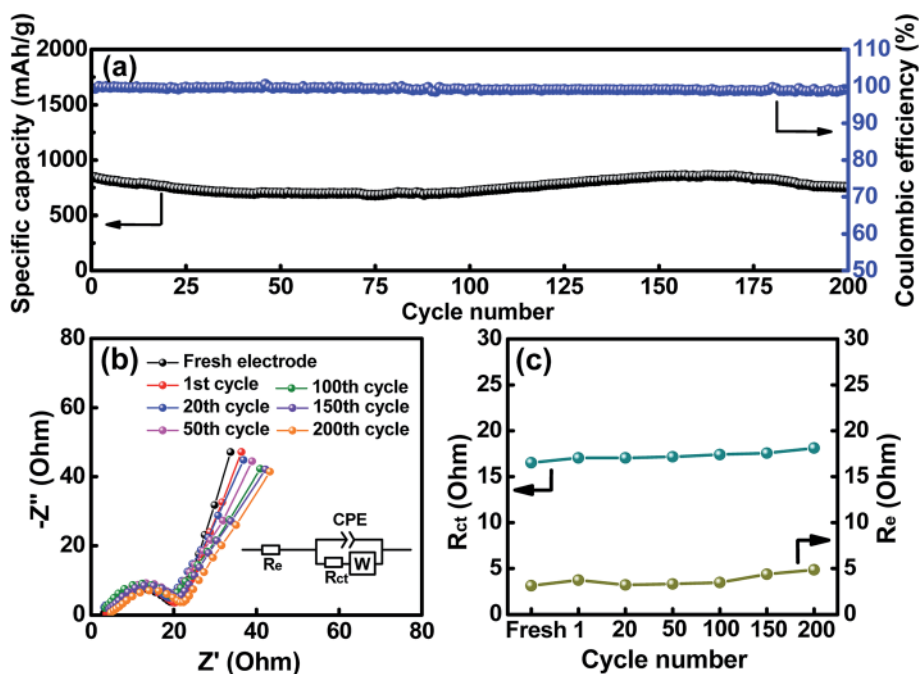 (a)
Specific capacity (mAh/g)
2000
1500
1000
500
0
Coulombic efficiency (%)
110
100
90
80
70
60
50
0 25 50 75 100 125 150 175 200
Cycle number
(b)
-Z'' (Ohm)
80
60
40
20
0
Fresh electrode
1st cycle 100th cycle
20th cycle 150th cycle
50th cycle 200th cycle
CPE
Re
Rct W
0 20 40 60 80
Z' (Ohm)
(c)
Rct (Ohm)
30
25
20
15
10
5
0
Re (Ohm)
30
25
20
15
10
5
0
Fresh 1 20 50 100 150 200
Cycle number